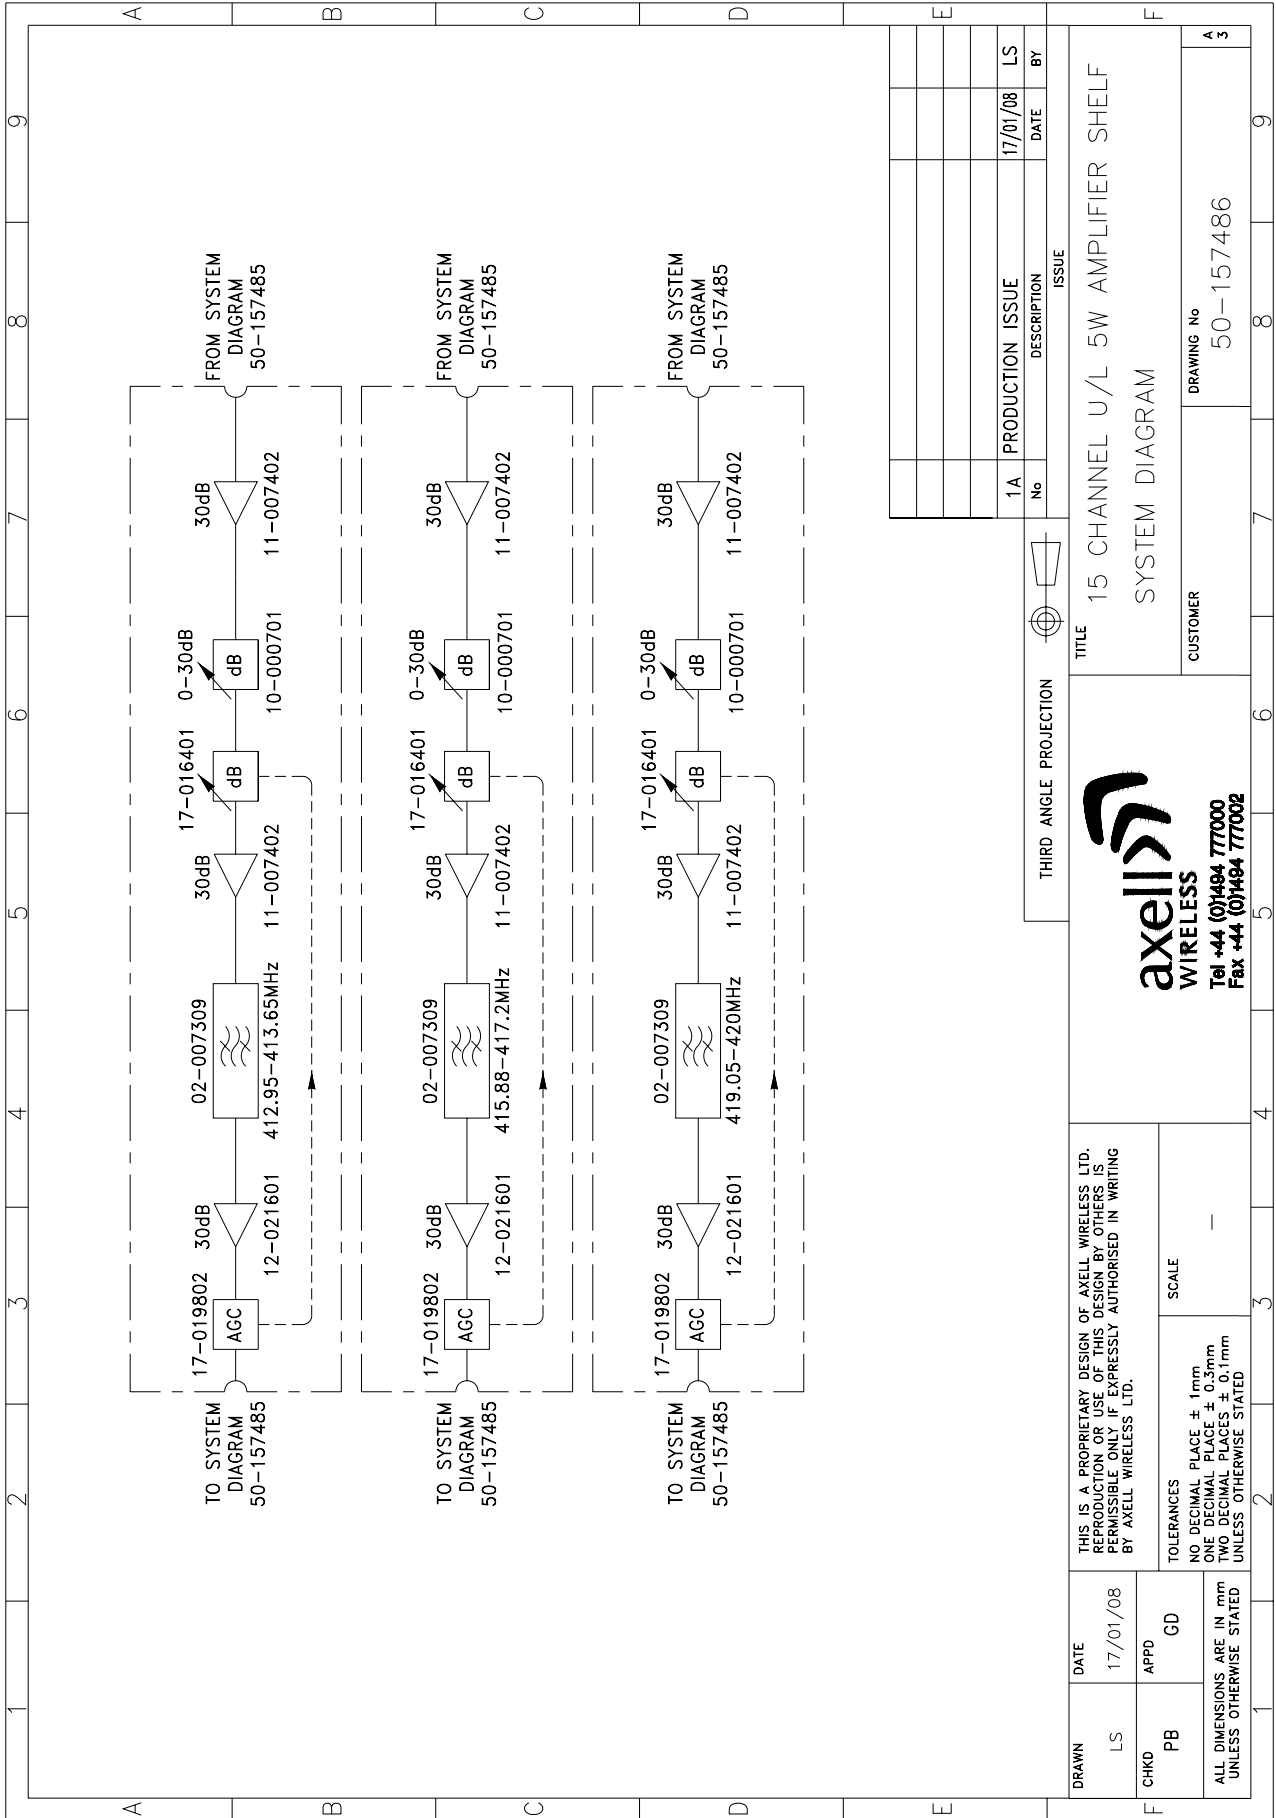 1 2 3 4 5 6 7 8 9
A
B
C
D
E
F
TO SYSTEM
DIAGRAM
50-157485
17-019802
AGC
30dB
12-021601
02-007309
412.95-413.65MHz
30dB
11-007402
17-016401
dB
0-30dB
dB
10-000701
30dB
11-007402
FROM SYSTEM
DIAGRAM
50-157485
TO SYSTEM
DIAGRAM
50-157485
17-019802
AGC
30dB
12-021601
02-007309
415.88-417.2MHz
30dB
11-007402
17-016401
dB
0-30dB
dB
10-000701
30dB
11-007402
FROM SYSTEM
DIAGRAM
50-157485
TO SYSTEM
DIAGRAM
50-157485
17-019802
AGC
30dB
12-021601
02-007309
419.05-420MHz
30dB
11-007402
17-016401
dB
0-30dB
dB
10-000701
30dB
11-007402
FROM SYSTEM
DIAGRAM
50-157485
1A PRODUCTION ISSUE 17/01/08 LS
No DESCRIPTION DATE BY
ISSUE
THIRD ANGLE PROJECTION
DRAWN
LS
DATE
17/01/08
CHKD
PB
APPD
GD
ALL DIMENSIONS ARE IN mm
UNLESS OTHERWISE STATED
THIS IS A PROPRIETARY DESIGN OF AXELL WIRELESS LTD.
REPRODUCTION OR USE OF THIS DESIGN BY OTHERS IS
PERMISSIBLE ONLY IF EXPRESSLY AUTHORISED IN WRITING
BY AXELL WIRELESS LTD.
TOLERANCES
NO DECIMAL PLACE ± 1mm
ONE DECIMAL PLACE ± 0.3mm
TWO DECIMAL PLACES ± 0.1mm
UNLESS OTHERWISE STATED
SCALE
—
axell
WIRELESS
Tel +44 (0)1494 777000
Fax +44 (0)1494 777002
TITLE
15 CHANNEL U/L 5W AMPLIFIER SHELF
SYSTEM DIAGRAM
CUSTOMER
DRAWING No
50-157486
A
3
A
B
C
D
E
F
1 2 3 4 5 6 7 8 9